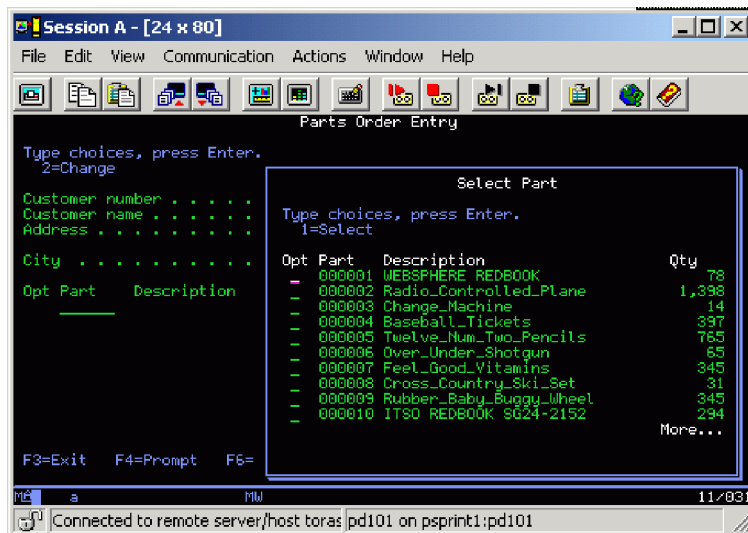 Session A - [24 x 80]
File Edit View Communication Actions Window Help
Parts Order Entry
Type choices, press Enter.
2=Change
Customer number . . . . .
Customer name . . . . . .
Address . . . . . . . . .
City . . . . . . . . . .
Opt Part Description
F3=Exit F4=Prompt F6=
Select Part
Type choices, press Enter.
1=Select
Opt Part Description Qty
000001 WEBSPHERE REDBOOK 78
000002 Radio_Controlled_Plane 1,398
000003 Change_Machine 14
000004 Baseball_Tickets 397
000005 Twelve_Num_Two_Pencils 765
000006 Over_Under_Shotgun 65
000007 Feel_Good_Vitamins 345
000008 Cross_Country_Ski_Set 31
000009 Rubber_Baby_Buggy_Wheel 345
000010 ITSO REDBOOK SG24-2152 294
More...
a MW 11/031
Connected to remote server/host toras pd101 on psprint1:pd101